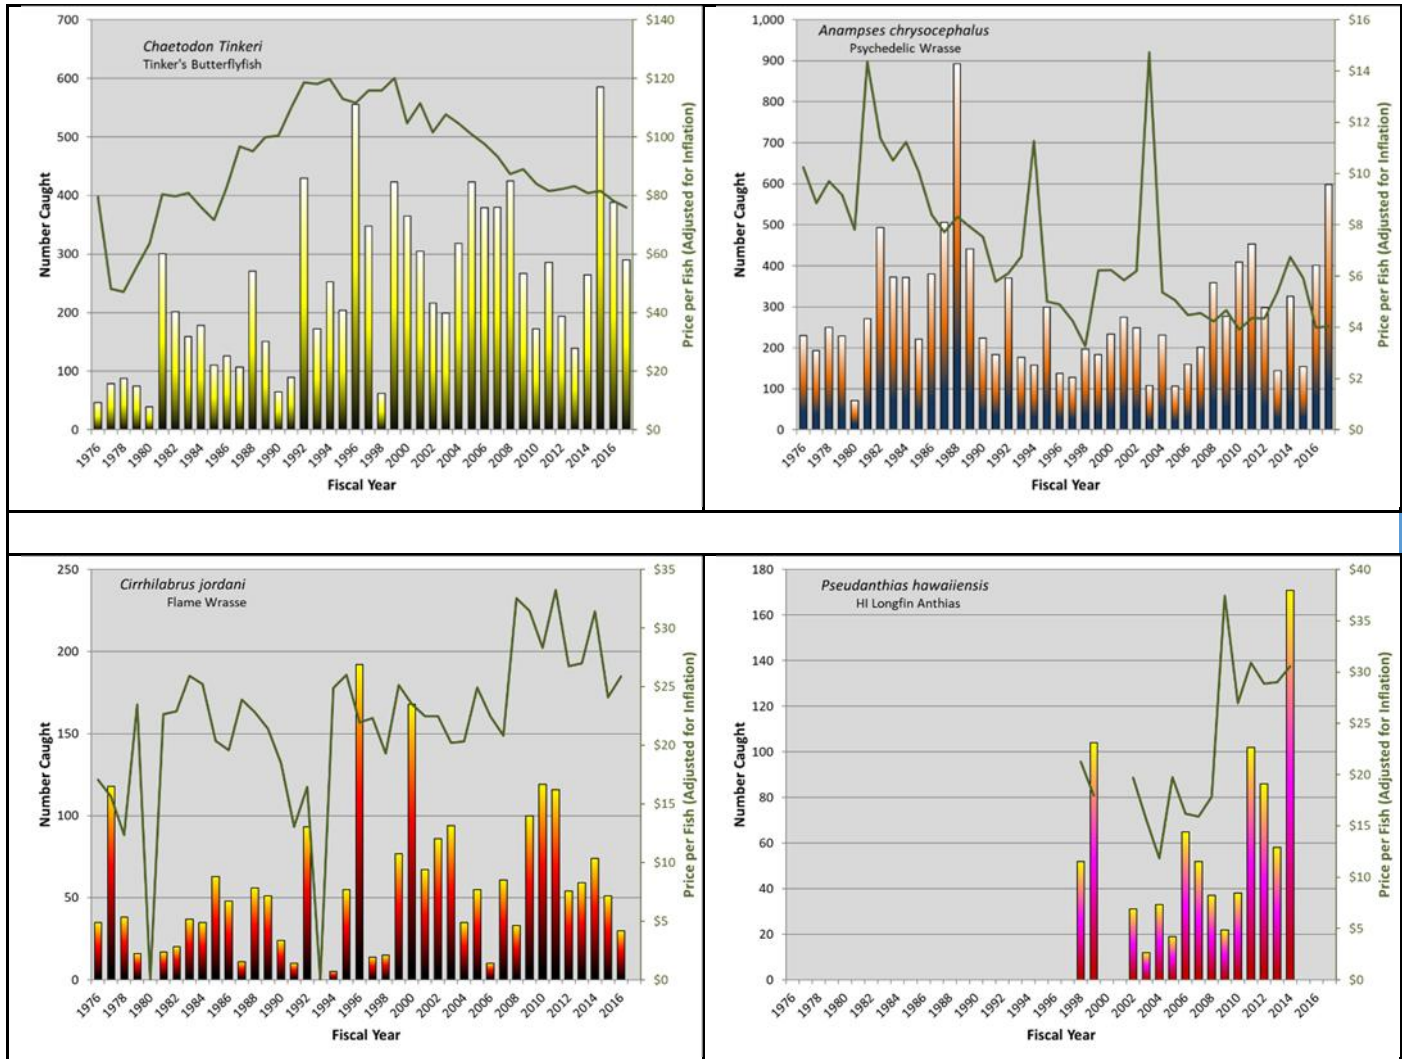 Chaetodon Tinkeri
Tinker's Butterflyfish
Number Caught
700
600
500
400
300
200
100
0
$140
$120
$100
$80
$60
$40
$20
$0
Price per Fish (Adjusted for Inflation)
1976 1978 1980 1982 1984 1986 1988 1990 1992 1994 1996 1998 2000 2002 2004 2006 2008 2010 2012 2014 2016
Fiscal Year
Anampses chrysocephalus
Psychedelic Wrasse
Number Caught
1,000
900
800
700
600
500
400
300
200
100
0
$16
$14
$12
$10
$8
$6
$4
$2
$0
Price per Fish (Adjusted for Inflation)
1976 1978 1980 1982 1984 1986 1988 1990 1992 1994 1996 1998 2000 2002 2004 2006 2008 2010 2012 2014 2016
Fiscal Year
Cirrhilabrus jordani
Flame Wrasse
Number Caught
250
200
150
100
50
0
$35
$30
$25
$20
$15
$10
$5
$0
Price per Fish (Adjusted for Inflation)
1976 1978 1980 1982 1984 1986 1988 1990 1992 1994 1996 1998 2000 2002 2004 2006 2008 2010 2012 2014 2016
Fiscal Year
Pseudanthias hawaiiensis
HI Longfin Anthias
Number Caught
180
160
140
120
100
80
60
40
20
0
$40
$35
$30
$25
$20
$15
$10
$5
$0
Price per Fish (Adjusted for Inflation)
1976 1978 1980 1982 1984 1986 1988 1990 1992 1994 1996 1998 2000 2002 2004 2006 2008 2010 2012 2014 2016
Fiscal Year